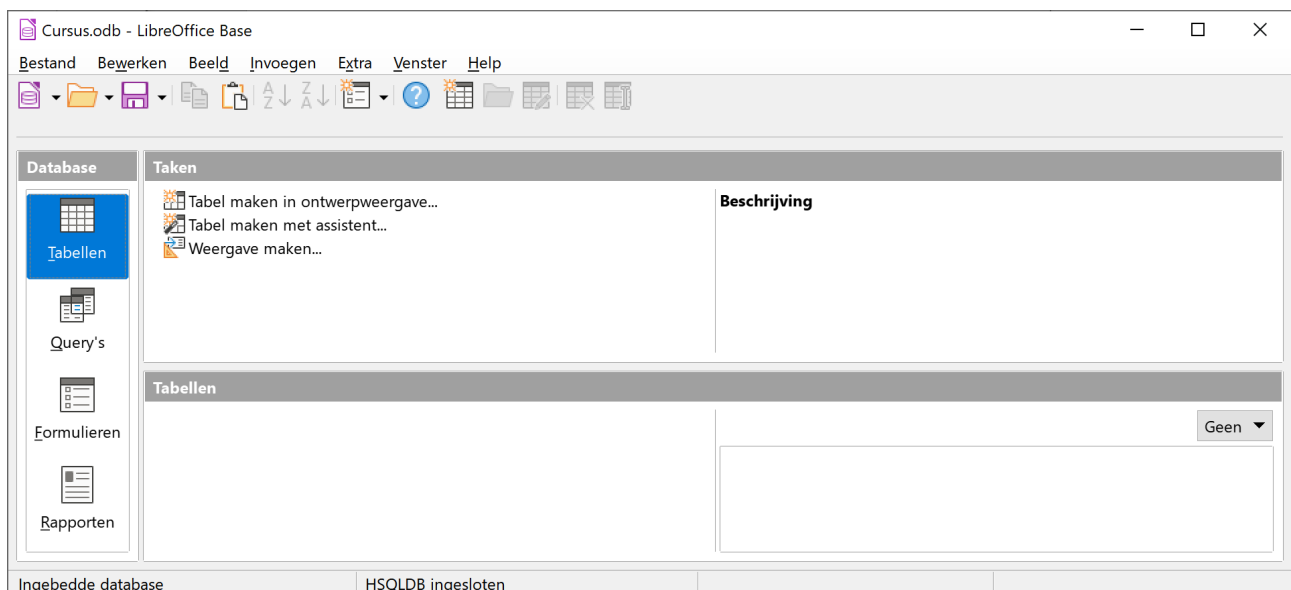 Cursus.odb - LibreOffice Base
Bestand Bewerken Beeld Invoegen Extra Venster Help
Database
Taken
Tabel maken in ontwerpweergave...
Tabel maken met assistent...
Weergave maken...
Beschrijving
Tabellen
Query's
Formulieren
Rapporten
Tabellen
Geen
Ingebedde database HSQLDB ingesloten